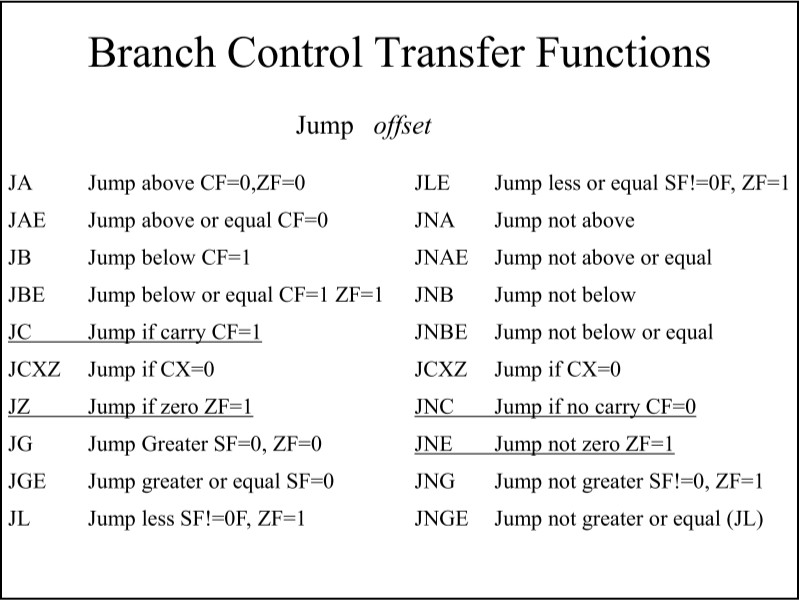 Branch Control Transfer Functions
Jump offset
JA Jump above CF=0,ZF=0
JAE Jump above or equal CF=0
JB Jump below CF=1
JBE Jump below or equal CF=1 ZF=1
JC Jump if carry CF=1
JCXZ Jump if CX=0
JZ Jump if zero ZF=1
JG Jump Greater SF=0, ZF=0
JGE Jump greater or equal SF=0
JL Jump less SF!=0F, ZF=1
JLE Jump less or equal SF!=0F, ZF=1
JNA Jump not above
JNAE Jump not above or equal
JNB Jump not below
JNBE Jump not below or equal
JCXZ Jump if CX=0
JNC Jump if no carry CF=0
JNE Jump not zero ZF=1
JNG Jump not greater SF!=0, ZF=1
JNGE Jump not greater or equal (JL)